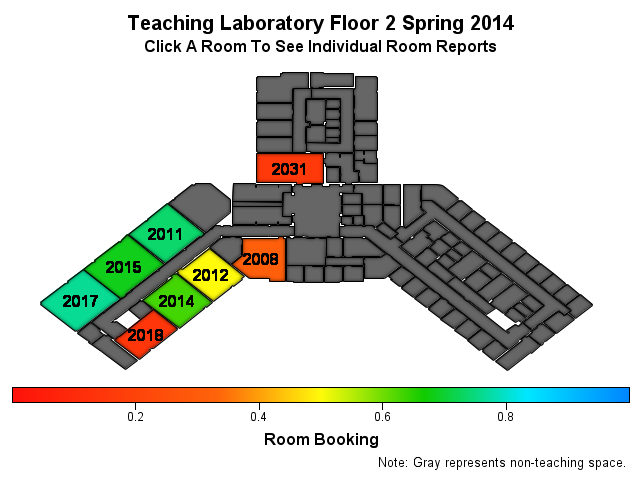 Teaching Laboratory Floor 2 Spring 2014
Click A Room To See Individual Room Reports
2031
2011
2015
2008
2012
2017
2014
2018
0.2 0.4 0.6 0.8
Room Booking
Note: Gray represents non-teaching space.